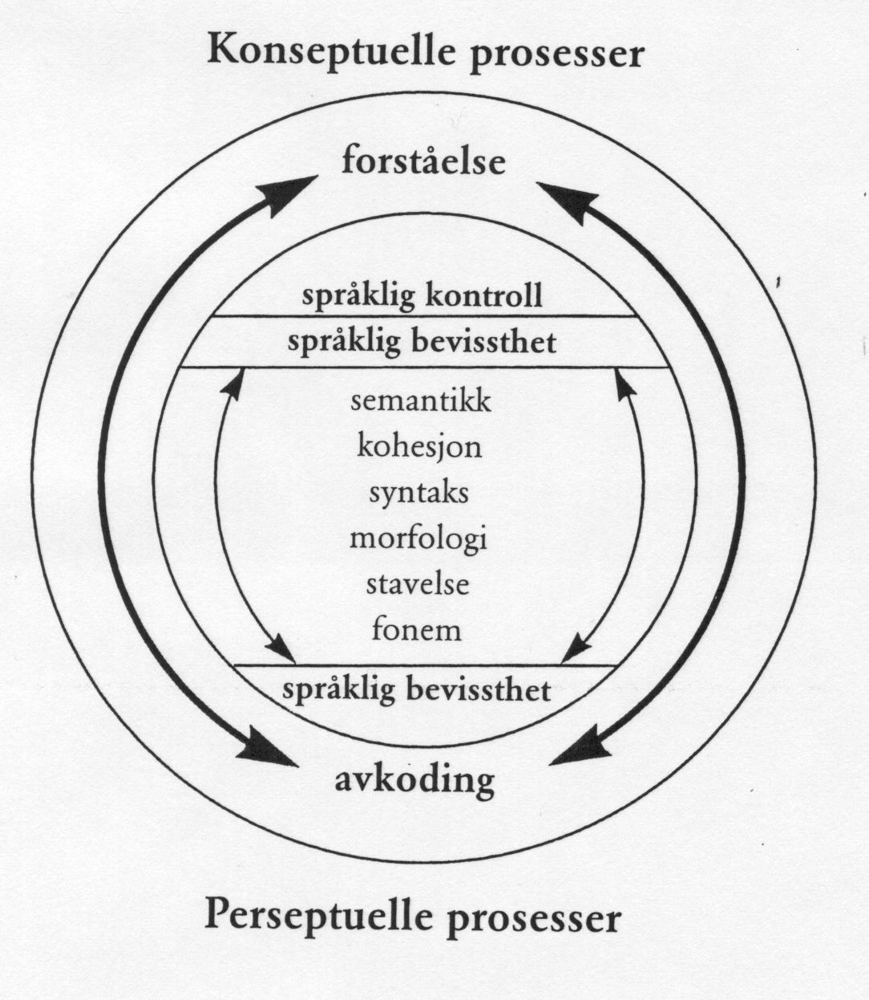 Konseptuelle prosesser
forståelse
språklig kontroll
språklig bevissthet
semantikk
kohesjon
syntaks
morfologi
stavelse
fonem
språklig bevissthet
avkoding
Perseptuelle prosesser